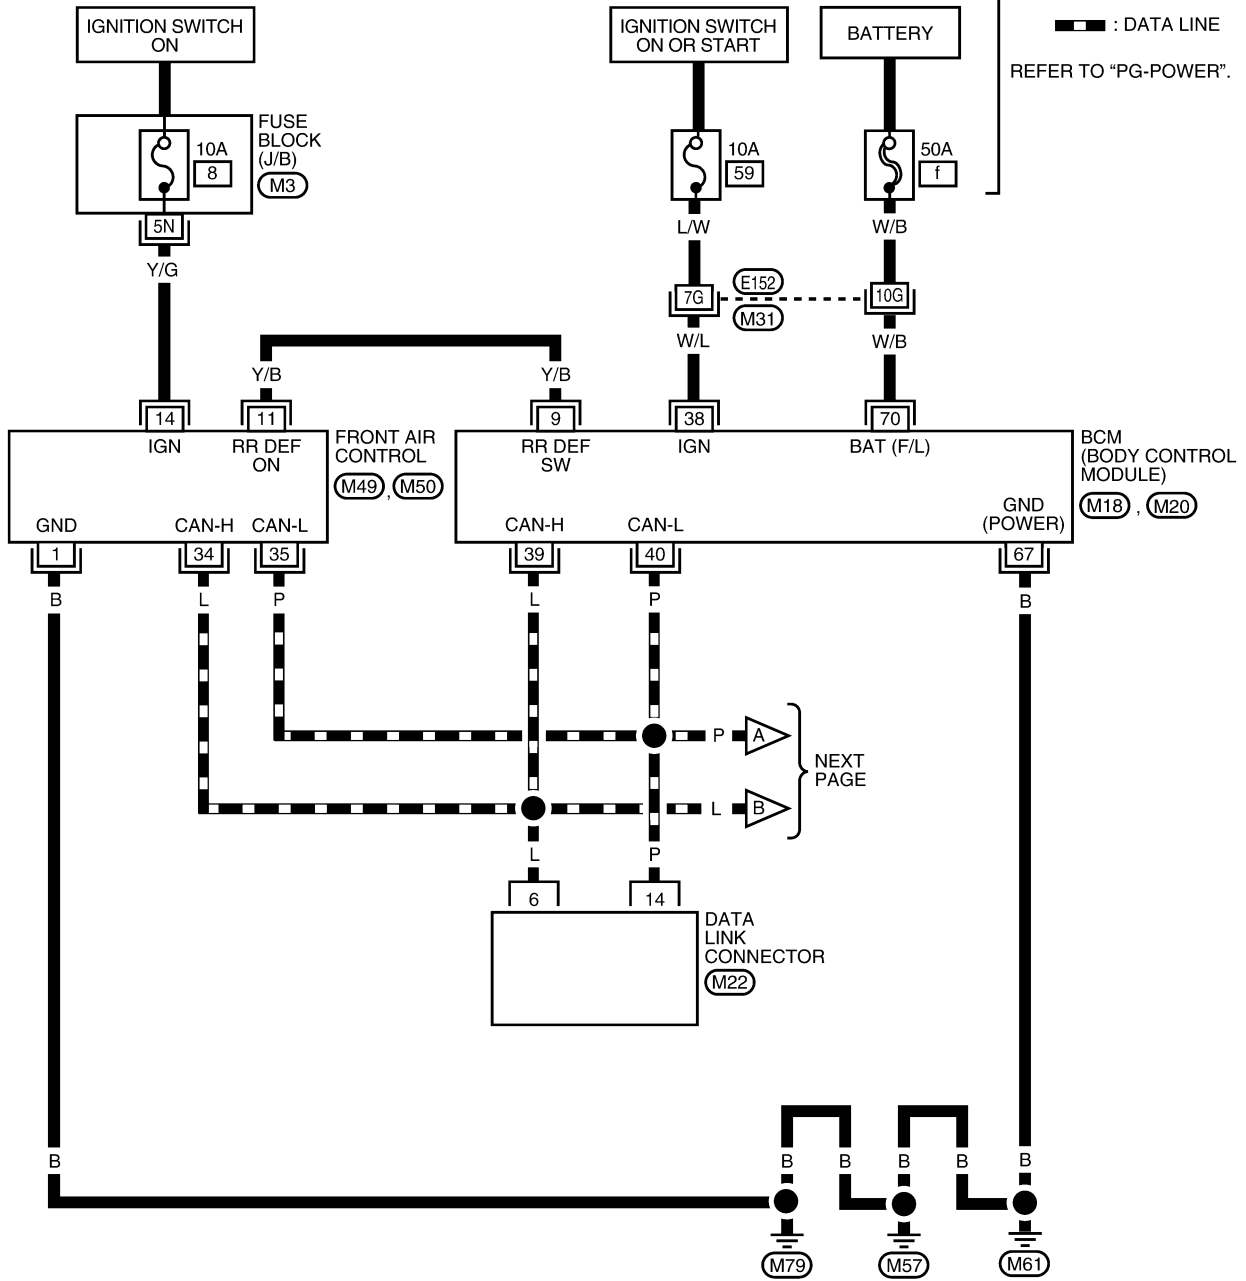 IGNITION SWITCH
ON
IGNITION SWITCH
ON OR START
BATTERY
: DATA LINE
REFER TO “PG-POWER”.
FUSE
BLOCK
(J/B)
M3
10A
8
10A
59
50A
f
5N
Y/G
L/W
W/B
7G
E152
M31
10G
W/L
W/B
Y/B
Y/B
14
11
9
38
70
IGN
RR DEF
ON
FRONT AIR
CONTROL
M49 , M50
RR DEF
SW
IGN
BAT (F/L)
BCM
(BODY CONTROL
MODULE)
M18 , M20
GND
CAN-H
CAN-L
CAN-H
CAN-L
GND
(POWER)
1
34
35
39
40
67
B
L
P
L
P
B
P
A
L
B
NEXT
PAGE
L
P
6
14
DATA
LINK
CONNECTOR
M22
B
B
B
B
B
B
M79
M57
M61